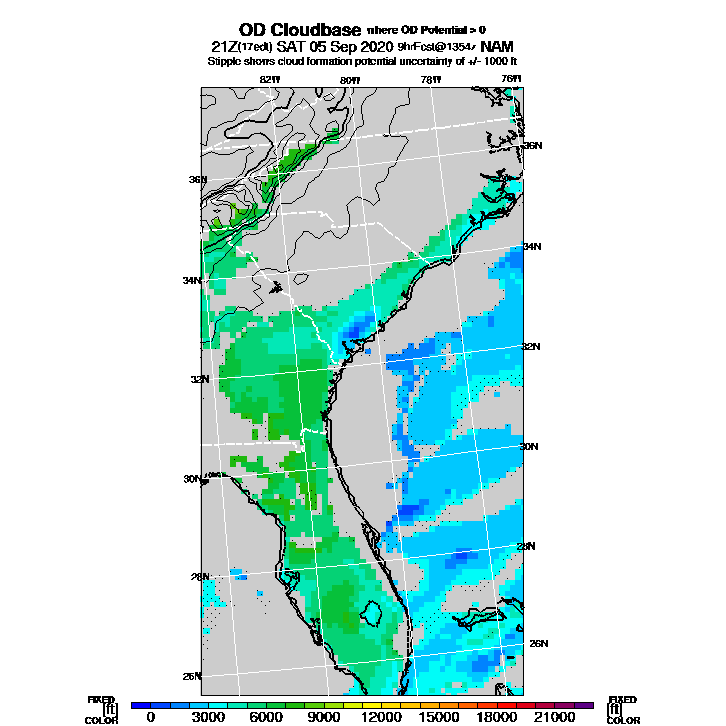 OD Cloudbase where OD Potential > 0
21Z(17edt) SAT 05 Sep 2020 9hrFcst@1354z NAM
Stipple shows cloud formation potential uncertainty of +/- 1000 ft
82W 80W 78W 76W
36N
36N
34N
34N
32N
32N
30N
30N
28N
28N
26N
26N
FIXED FIXED
[ft] [ft]
COLOR 0 3000 6000 9000 12000 15000 18000 21000 COLOR